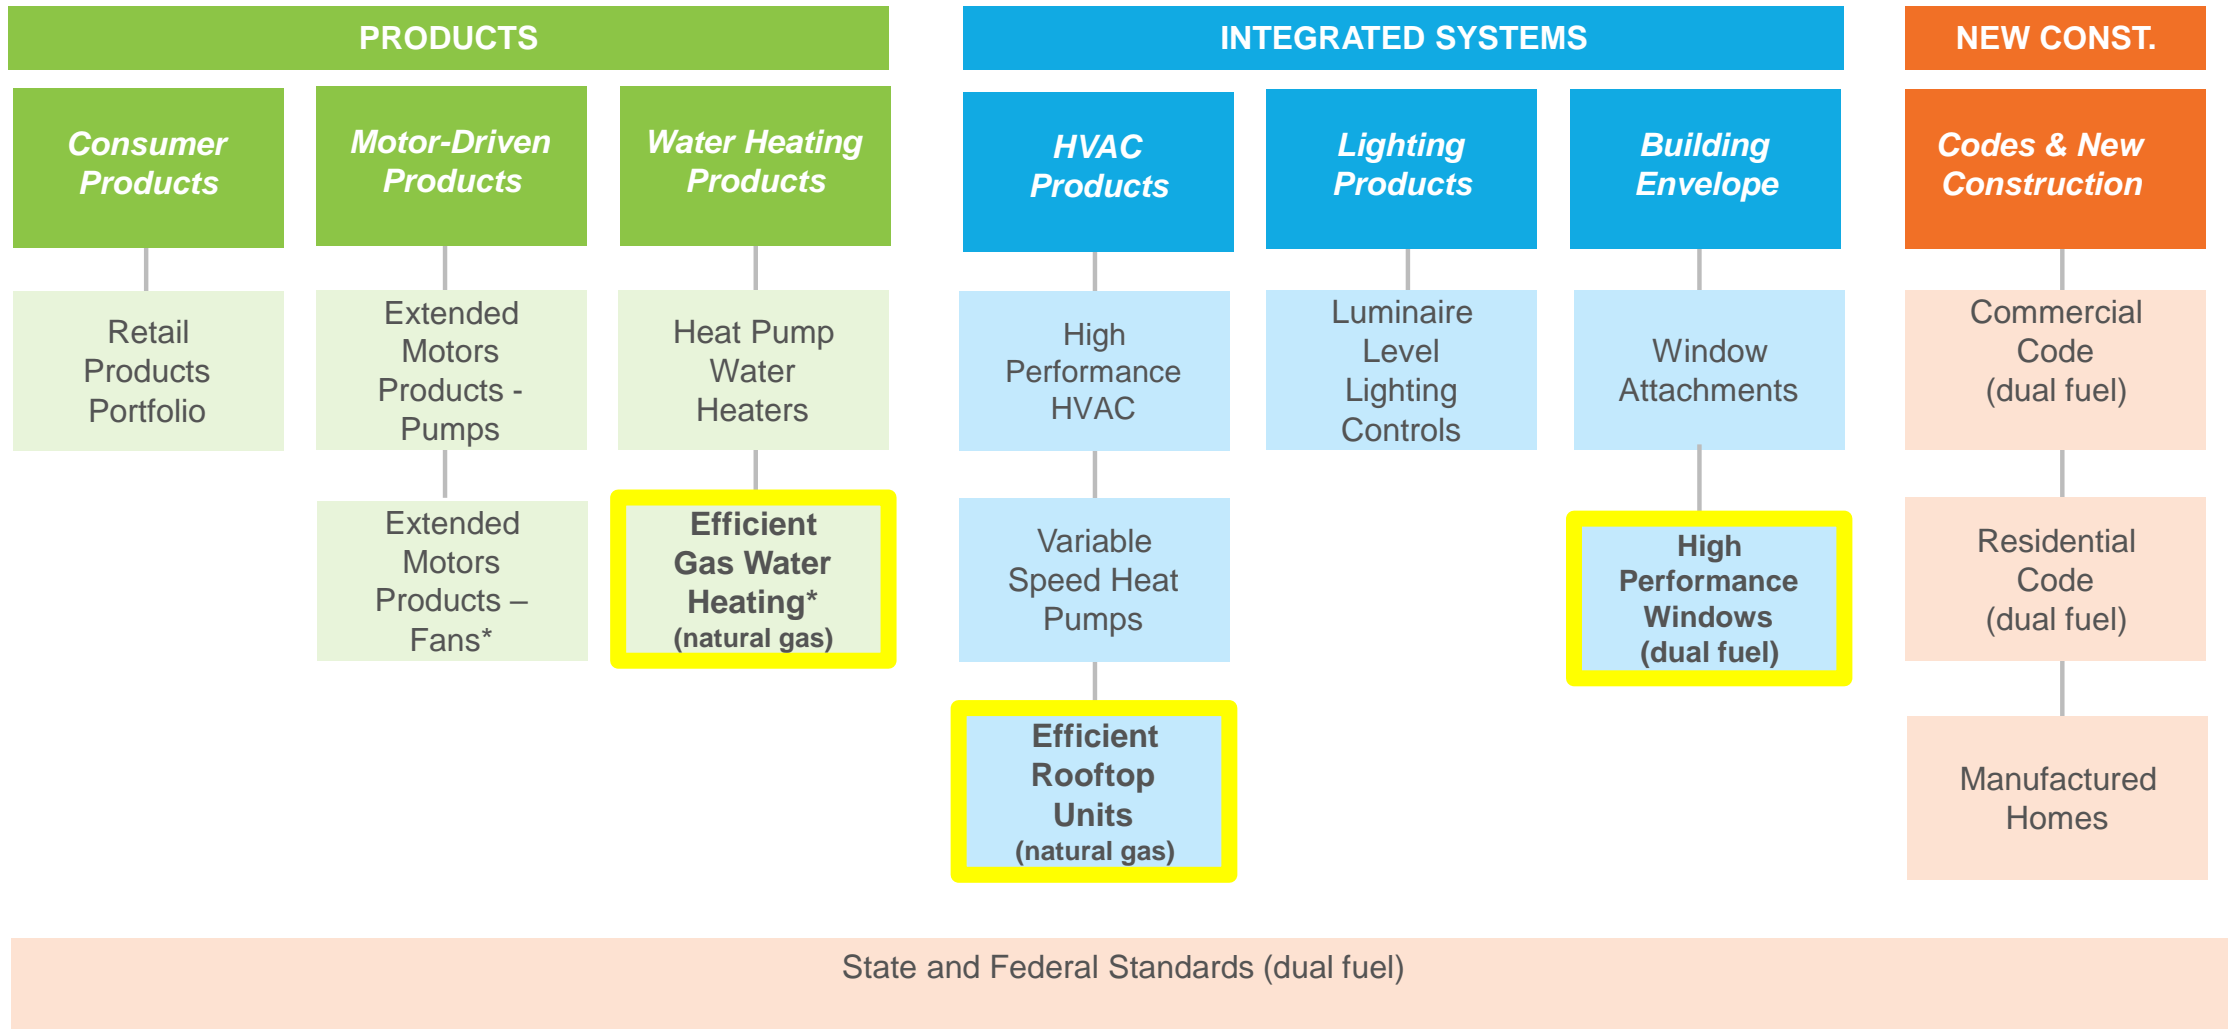 PRODUCTS
INTEGRATED SYSTEMS
NEW CONST.
Consumer
Products
Motor-Driven
Products
Water Heating
Products
HVAC
Products
Lighting
Products
Building
Envelope
Codes & New
Construction
Retail
Products
Portfolio
Extended
Motors
Products -
Pumps
Heat Pump
Water
Heaters
High
Performance
HVAC
Luminaire
Level
Lighting
Controls
Window
Attachments
Commercial
Code
(dual fuel)
Extended
Motors
Products –
Fans*
Efficient
Gas Water
Heating*
(natural gas)
Variable
Speed Heat
Pumps
High
Performance
Windows
(dual fuel)
Residential
Code
(dual fuel)
Efficient
Rooftop
Units
(natural gas)
Manufactured
Homes
State and Federal Standards (dual fuel)